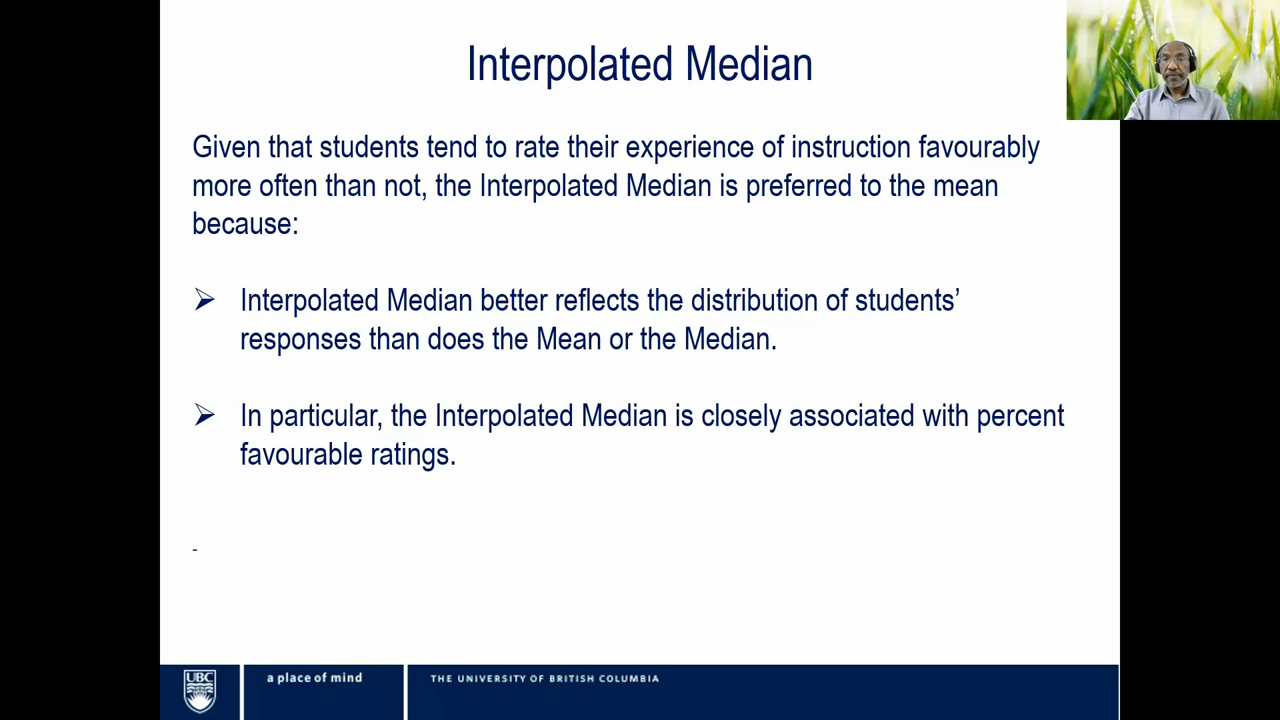 Interpolated Median
Given that students tend to rate their experience of instruction favourably
more often than not, the Interpolated Median is preferred to the mean
because:
➢ Interpolated Median better reflects the distribution of students’
responses than does the Mean or the Median.
➢ In particular, the Interpolated Median is closely associated with percent
favourable ratings.
-
UBC
a place of mind
THE UNIVERSITY OF BRITISH COLUMBIA